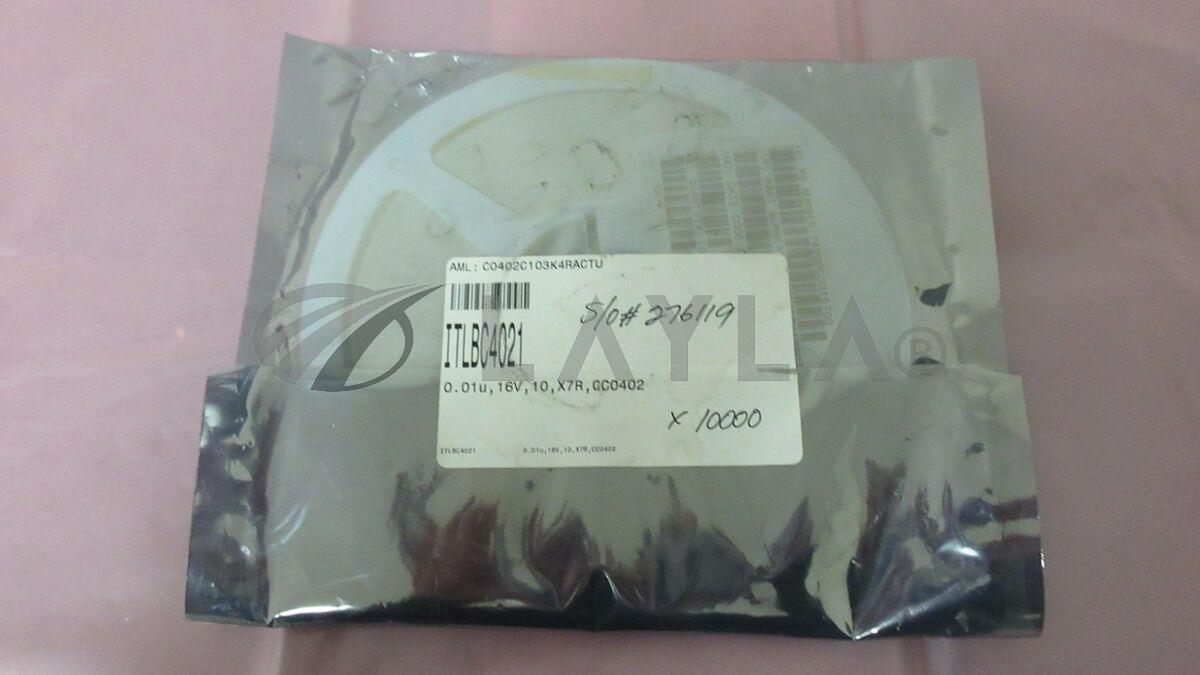 AML: C0402C103K4RACTU
S/O# 276119
ITLBC4021
0.01u,16V,10,X7R,CC0402
X 10000
ITLBC4021 0.01u,16V,10,X7R,CC0402
LAYLA®